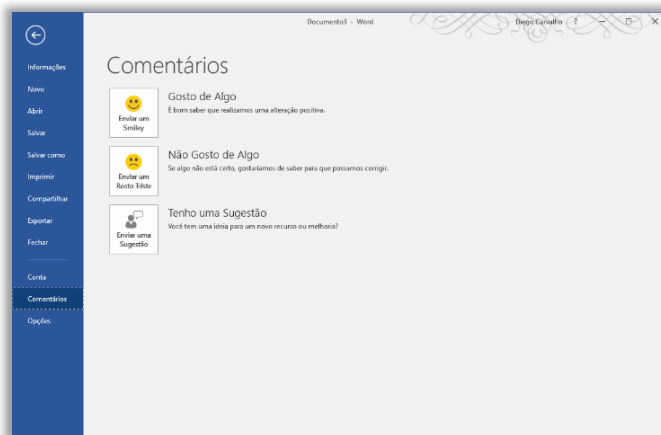 Documento3 - Word
Diego Carvalho
?
Informações
Novo
Abrir
Salvar
Salvar como
Imprimir
Compartilhar
Exportar
Fechar
Conta
Comentários
Opções
Comentários
Enviar um
Smiley
Gosto de Algo
É bom saber que realizamos uma alteração positiva.
Enviar um
Rosto Triste
Não Gosto de Algo
Se algo não está certo, gostaríamos de saber para que possamos corrigir.
Enviar uma
Sugestão
Tenho uma Sugestão
Você tem uma ideia para um novo recurso ou melhoria?